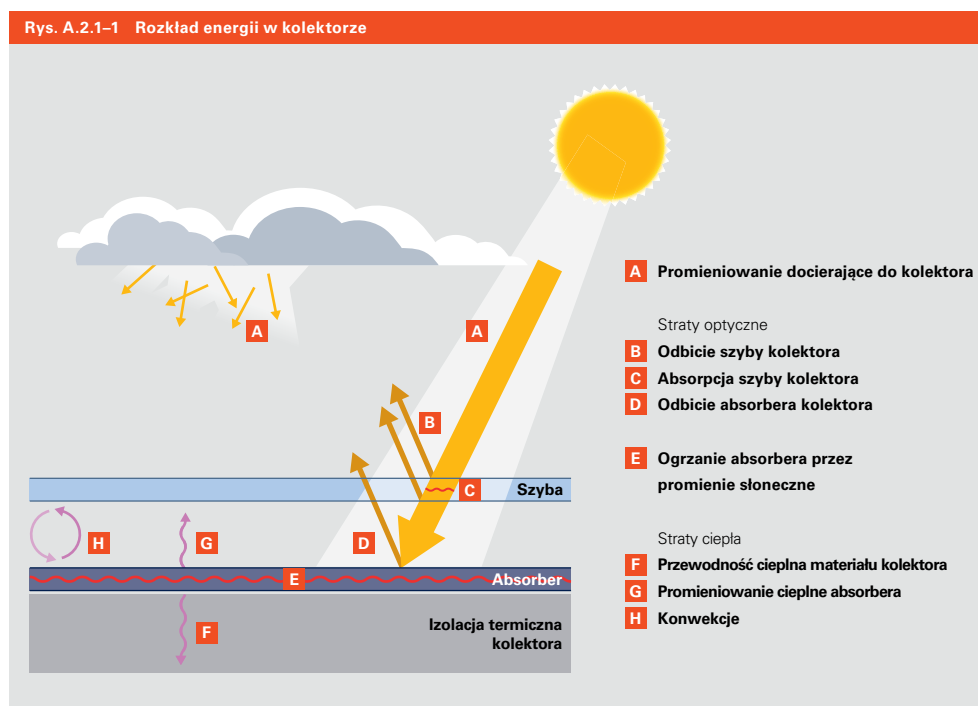 Rys. A.2.1–1 Rozkład energii w kolektorze
A
A
B
C
Szyba
H
G
D
E
Absorber
F
Izolacja termiczna
kolektora
A Promieniowanie docierające do kolektora
Straty optyczne
B Odbicie szyby kolektora
C Absorpcja szyby kolektora
D Odbicie absorbera kolektora
E Ogrzanie absorbera przez
promienie słoneczne
Straty ciepła
F Przewodność cieplna materiału kolektora
G Promieniowanie cieplne absorbera
H Konwekcje